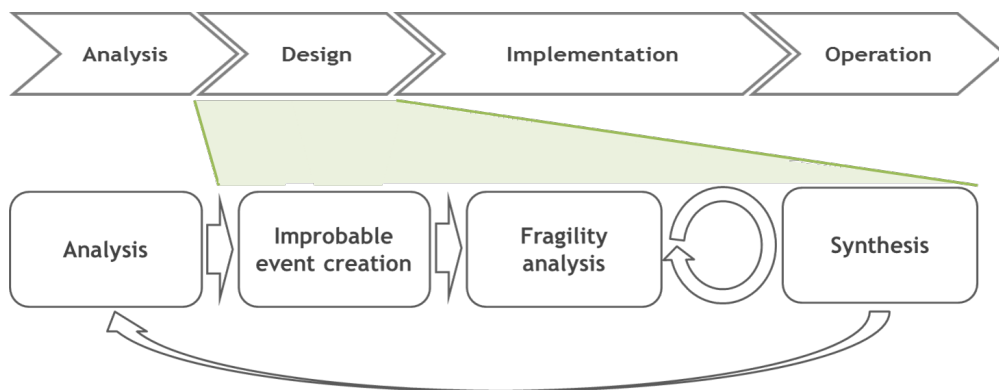 Analysis
Design
Implementation
Operation
Analysis
Improbable
event creation
Fragility
analysis
Synthesis